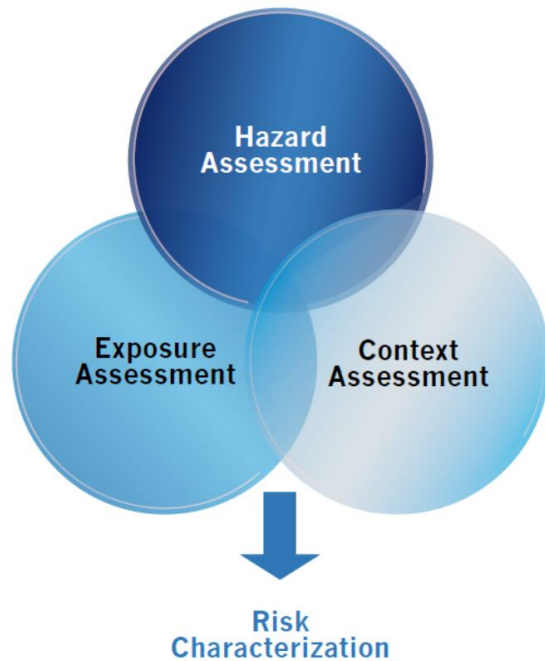 Hazard
Assessment
Exposure
Assessment
Context
Assessment
Risk
Characterization